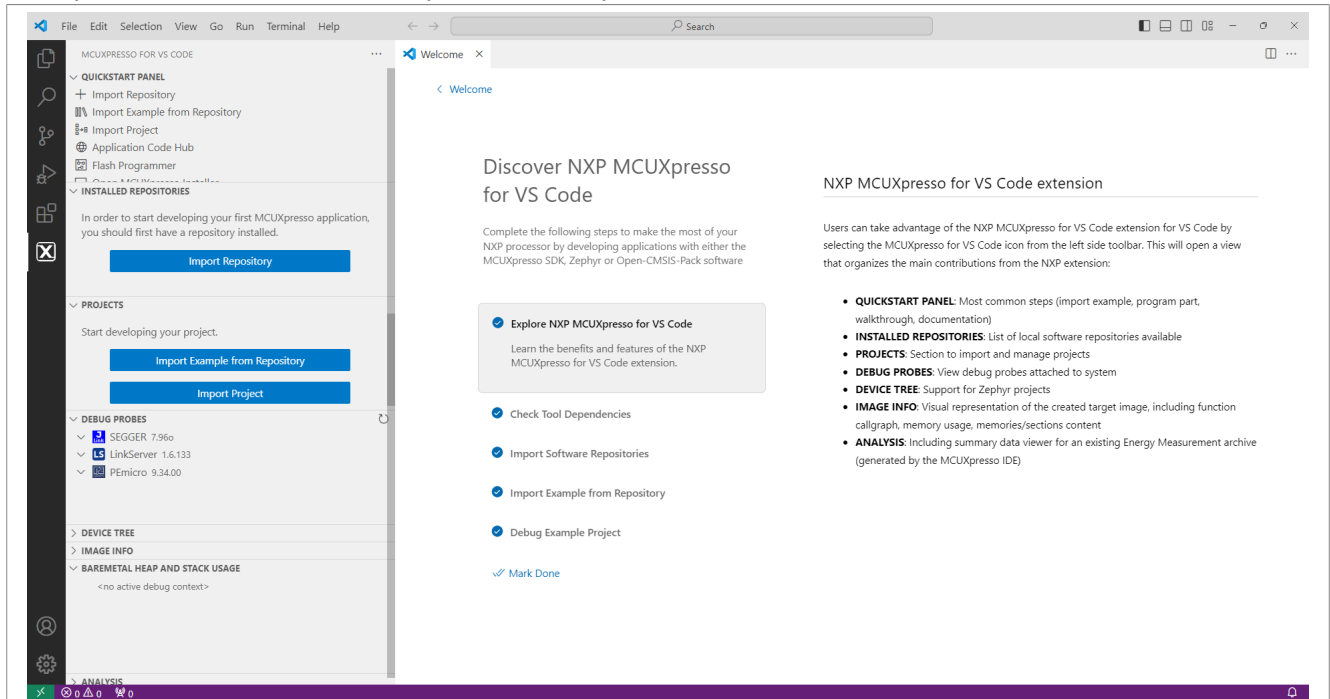 File Edit Selection View Go Run Terminal Help
Search
MCUXPRESSO FOR VS CODE
QUICKSTART PANEL
Import Repository
Import Example from Repository
Import Project
Application Code Hub
Flash Programmer
INSTALLED REPOSITORIES
In order to start developing your first MCUXpresso application,
you should first have a repository installed.
Import Repository
PROJECTS
Start developing your project.
Import Example from Repository
Import Project
DEBUG PROBES
SEGGER 7.96o
LS LinkServer 1.6.133
PEmicro 9.34.00
DEVICE TREE
IMAGE INFO
BAREMETAL HEAP AND STACK USAGE
<no active debug context>
ANALYSIS
0 0 0
Welcome
Welcome
Discover NXP MCUXpresso
for VS Code
Complete the following steps to make the most of your
NXP processor by developing applications with either the
MCUXpresso SDK, Zephyr or Open-CMSIS-Pack software
Explore NXP MCUXpresso for VS Code
Learn the benefits and features of the NXP
MCUXpresso for VS Code extension.
Check Tool Dependencies
Import Software Repositories
Import Example from Repository
Debug Example Project
Mark Done
NXP MCUXpresso for VS Code extension
Users can take advantage of the NXP MCUXpresso for VS Code extension for VS Code by
selecting the MCUXpresso for VS Code icon from the left side toolbar. This will open a view
that organizes the main contributions from the NXP extension:
• QUICKSTART PANEL: Most common steps (import example, program part,
walkthrough, documentation)
• INSTALLED REPOSITORIES: List of local software repositories available
• PROJECTS: Section to import and manage projects
• DEBUG PROBES: View debug probes attached to system
• DEVICE TREE: Support for Zephyr projects
• IMAGE INFO: Visual representation of the created target image, including function
callgraph, memory usage, memories/sections content
• ANALYSIS: Including summary data viewer for an existing Energy Measurement archive
(generated by the MCUXpresso IDE)